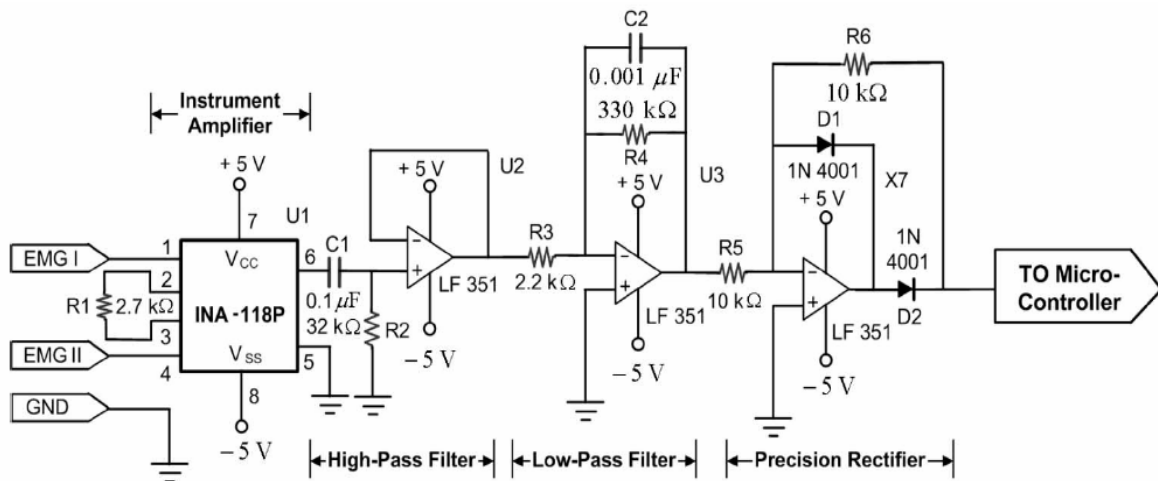 Instrument
Amplifier
+ 5 V
7
U1
EMG I
1
2
R1
2.7 kΩ
3
EMG II
4
GND
V_CC
INA -118P
V_SS
6
5
8
−5 V
C1
0.1 μF
32 kΩ
R2
+ 5 V
U2
−
+
LF 351
−5 V
High-Pass Filter
C2
0.001 μF
330 kΩ
R4
R3
2.2 kΩ
+ 5 V
U3
−
+
LF 351
−5 V
Low-Pass Filter
R6
10 kΩ
D1
1N 4001
X7
R5
10 kΩ
+ 5 V
−
+
LF 351
−5 V
1N
4001
D2
Precision Rectifier
TO Micro-
Controller